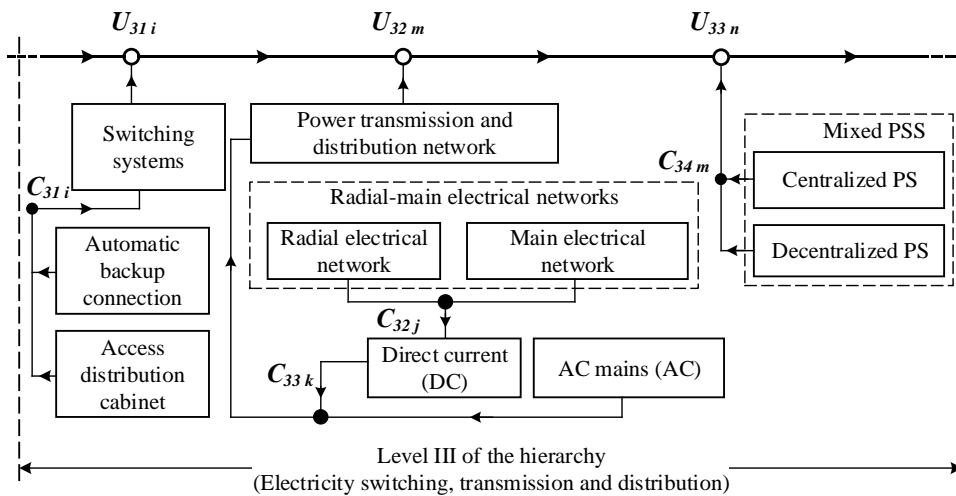 U31 i
U32 m
U33 n
Switching
systems
Power transmission and
distribution network
Mixed PSS
C31 i
C34 m
Centralized PS
Radial-main electrical networks
Automatic
backup
connection
Radial electrical
network
Main electrical
network
Decentralized PS
C32 j
Access
distribution
cabinet
C33 k
Direct current
(DC)
AC mains (AC)
Level III of the hierarchy
(Electricity switching, transmission and distribution)